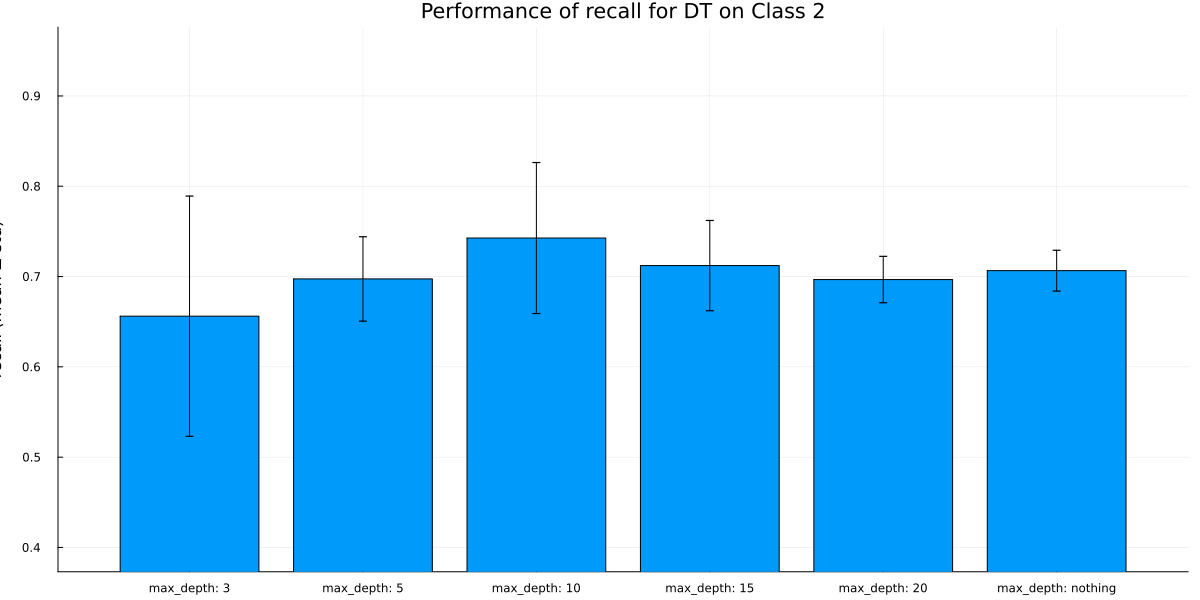 Performance of recall for DT on Class 2
0.9
0.8
0.7
0.6
0.5
0.4
max_depth: 3
max_depth: 5
max_depth: 10
max_depth: 15
max_depth: 20
max_depth: nothing